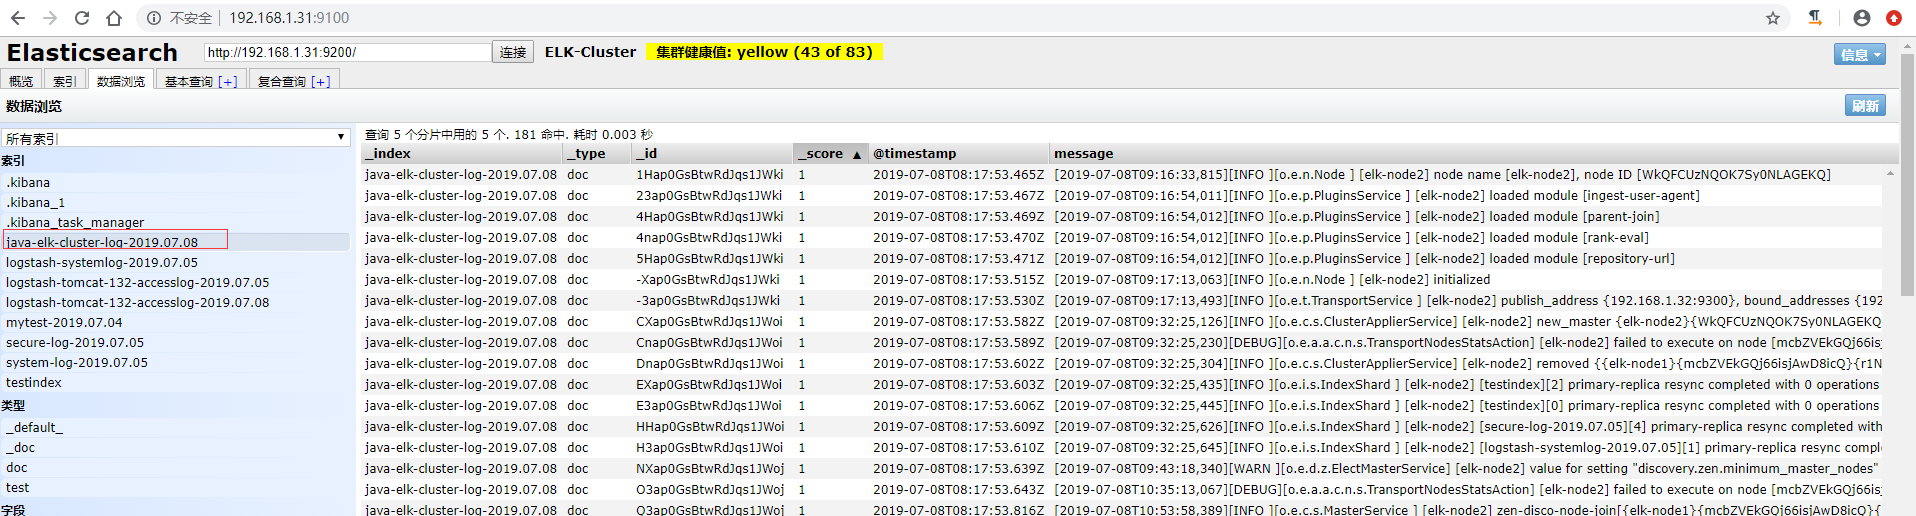 不安全 192.168.1.31:9100
Elasticsearch http://192.168.1.31:9200/ 连接 ELK-Cluster 集群健康值: yellow (43 of 83) 信息
概览 索引 数据浏览 基本查询 [+] 复合查询 [+]
数据浏览 刷新
所有索引
索引
.kibana
.kibana_1
.kibana_task_manager
java-elk-cluster-log-2019.07.08
logstash-systemlog-2019.07.05
logstash-tomcat-132-accesslog-2019.07.05
logstash-tomcat-132-accesslog-2019.07.08
mytest-2019.07.04
secure-log-2019.07.05
system-log-2019.07.05
testindex
类型
_default_
_doc
doc
test
字段
查询 5 个分片中用的 5 个. 181 命中. 耗时 0.003 秒
_index _type _id _score ▲ @timestamp message
java-elk-cluster-log-2019.07.08 doc 1Hap0GsBtwRdJqs1JWki 1 2019-07-08T08:17:53.465Z [2019-07-08T09:16:33,815][INFO ][o.e.n.Node ] [elk-node2] node name [elk-node2], node ID [WkQFCUzNQOK7Sy0NLAGEKQ]
java-elk-cluster-log-2019.07.08 doc 23ap0GsBtwRdJqs1JWki 1 2019-07-08T08:17:53.467Z [2019-07-08T09:16:54,011][INFO ][o.e.p.PluginsService ] [elk-node2] loaded module [ingest-user-agent]
java-elk-cluster-log-2019.07.08 doc 4Hap0GsBtwRdJqs1JWki 1 2019-07-08T08:17:53.469Z [2019-07-08T09:16:54,012][INFO ][o.e.p.PluginsService ] [elk-node2] loaded module [parent-join]
java-elk-cluster-log-2019.07.08 doc 4nap0GsBtwRdJqs1JWki 1 2019-07-08T08:17:53.470Z [2019-07-08T09:16:54,012][INFO ][o.e.p.PluginsService ] [elk-node2] loaded module [rank-eval]
java-elk-cluster-log-2019.07.08 doc 5Hap0GsBtwRdJqs1JWki 1 2019-07-08T08:17:53.471Z [2019-07-08T09:16:54,012][INFO ][o.e.p.PluginsService ] [elk-node2] loaded module [repository-url]
java-elk-cluster-log-2019.07.08 doc -Xap0GsBtwRdJqs1JWki 1 2019-07-08T08:17:53.515Z [2019-07-08T09:17:13,063][INFO ][o.e.n.Node ] [elk-node2] initialized
java-elk-cluster-log-2019.07.08 doc -3ap0GsBtwRdJqs1JWki 1 2019-07-08T08:17:53.530Z [2019-07-08T09:17:13,493][INFO ][o.e.t.TransportService ] [elk-node2] publish_address {192.168.1.32:9300}, bound_addresses {192
java-elk-cluster-log-2019.07.08 doc CXap0GsBtwRdJqs1JWoi 1 2019-07-08T08:17:53.582Z [2019-07-08T09:32:25,126][INFO ][o.e.c.s.ClusterApplierService] [elk-node2] new_master {elk-node2}{WkQFCUzNQOK7Sy0NLAGEKQ
java-elk-cluster-log-2019.07.08 doc Cnap0GsBtwRdJqs1JWoi 1 2019-07-08T08:17:53.589Z [2019-07-08T09:32:25,230][DEBUG][o.e.a.a.c.n.s.TransportNodesStatsAction] [elk-node2] failed to execute on node [mcbZVEkGQj66isj
java-elk-cluster-log-2019.07.08 doc Dnap0GsBtwRdJqs1JWoi 1 2019-07-08T08:17:53.602Z [2019-07-08T09:32:25,304][INFO ][o.e.c.s.ClusterApplierService] [elk-node2] removed {{elk-node1}{mcbZVEkGQj66isjAwD8icQ}{r1N
java-elk-cluster-log-2019.07.08 doc EXap0GsBtwRdJqs1JWoi 1 2019-07-08T08:17:53.603Z [2019-07-08T09:32:25,435][INFO ][o.e.i.s.IndexShard ] [elk-node2] [testindex][2] primary-replica resync completed with 0 operations
java-elk-cluster-log-2019.07.08 doc E3ap0GsBtwRdJqs1JWoi 1 2019-07-08T08:17:53.606Z [2019-07-08T09:32:25,445][INFO ][o.e.i.s.IndexShard ] [elk-node2] [testindex][0] primary-replica resync completed with 0 operations
java-elk-cluster-log-2019.07.08 doc HHap0GsBtwRdJqs1JWoi 1 2019-07-08T08:17:53.609Z [2019-07-08T09:32:25,626][INFO ][o.e.i.s.IndexShard ] [elk-node2] [secure-log-2019.07.05][4] primary-replica resync completed with
java-elk-cluster-log-2019.07.08 doc H3ap0GsBtwRdJqs1JWoi 1 2019-07-08T08:17:53.610Z [2019-07-08T09:32:25,645][INFO ][o.e.i.s.IndexShard ] [elk-node2] [logstash-systemlog-2019.07.05][1] primary-replica resync compl
java-elk-cluster-log-2019.07.08 doc NXap0GsBtwRdJqs1JWoj 1 2019-07-08T08:17:53.639Z [2019-07-08T09:43:18,340][WARN ][o.e.d.z.ElectMasterService] [elk-node2] value for setting "discovery.zen.minimum_master_nodes"
java-elk-cluster-log-2019.07.08 doc O3ap0GsBtwRdJqs1JWoj 1 2019-07-08T08:17:53.643Z [2019-07-08T10:35:13,067][DEBUG][o.e.a.a.c.n.s.TransportNodesStatsAction] [elk-node2] failed to execute on node [mcbZVEkGQj66isj
java-elk-cluster-log-2019.07.08 doc Q3ap0GsBtwRdJqs1JWoj 1 2019-07-08T08:17:53.816Z [2019-07-08T10:53:58,389][INFO ][o.e.c.s.MasterService ] [elk-node2] zen-disco-node-join[{elk-node1}{mcbZVEkGQj66isjAwD8icQ}{